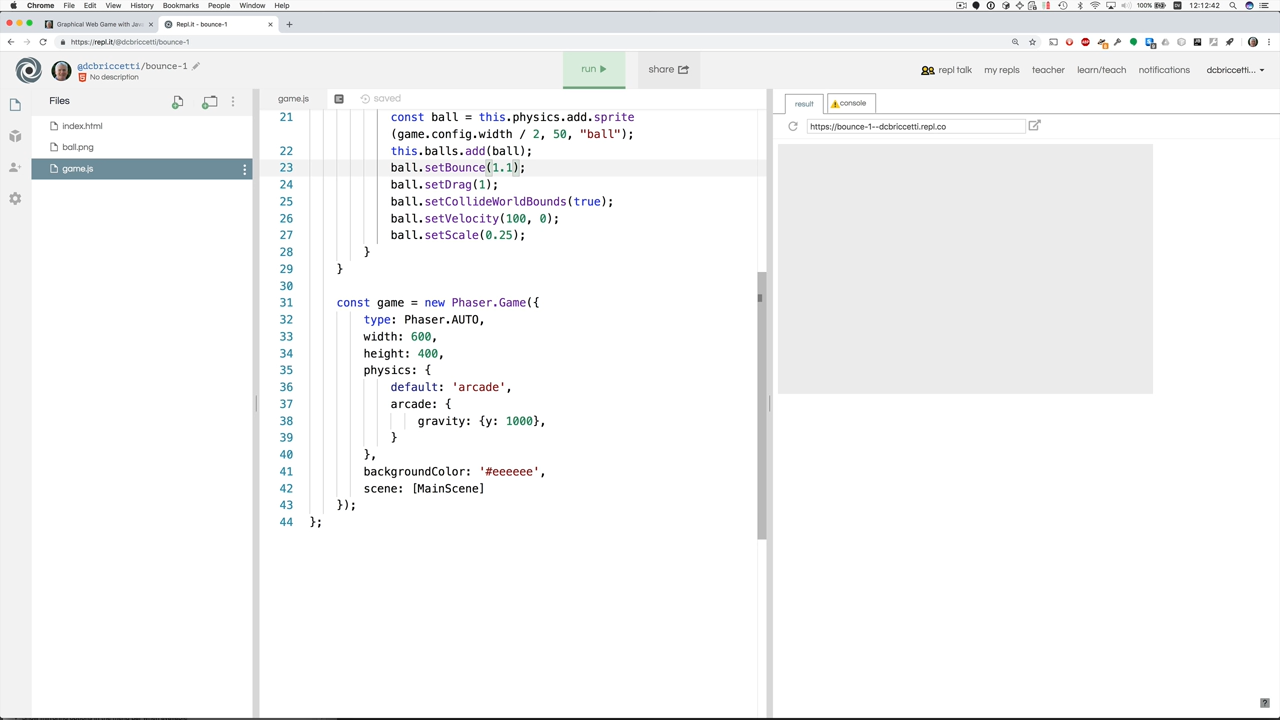 Chrome File Edit View History Bookmarks People Window Help 100% 12:12:42
Graphical Web Game with Jav
Repl.it - bounce-1
https://repl.it/@dcbriccetti/bounce-1
@dcbriccetti/bounce-1
No description
run
share
repl talk
my repls
teacher
learn/teach
notifications
dcbriccetti...
Files
index.html
ball.png
game.js
game.js
saved
21 const ball = this.physics.add.sprite
(game.config.width / 2, 50, "ball");
22 this.balls.add(ball);
23 ball.setBounce(1.1);
24 ball.setDrag(1);
25 ball.setCollideWorldBounds(true);
26 ball.setVelocity(100, 0);
27 ball.setScale(0.25);
28 }
29 }
30
31 const game = new Phaser.Game({
32 type: Phaser.AUTO,
33 width: 600,
34 height: 400,
35 physics: {
36 default: 'arcade',
37 arcade: {
38 gravity: {y: 1000},
39 }
40 },
41 backgroundColor: '#eeeeee',
42 scene: [MainScene]
43 });
44 };
result
console
https://bounce-1--dcbriccetti.repl.co
?